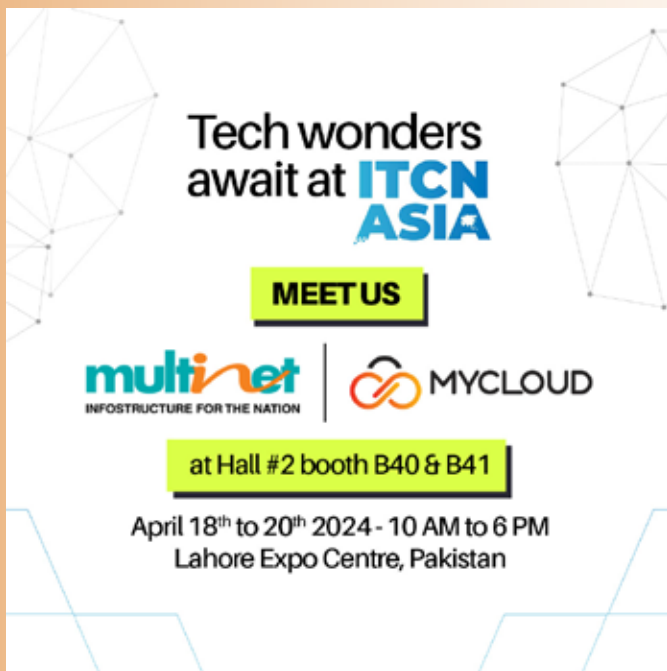 Tech wonders
await at ITCN
ASIA
MEET US
multinet
INFOSTRUCTURE FOR THE NATION
MYCLOUD
at Hall #2 booth B40 & B41
April 18th to 20th 2024 - 10 AM to 6 PM
Lahore Expo Centre, Pakistan